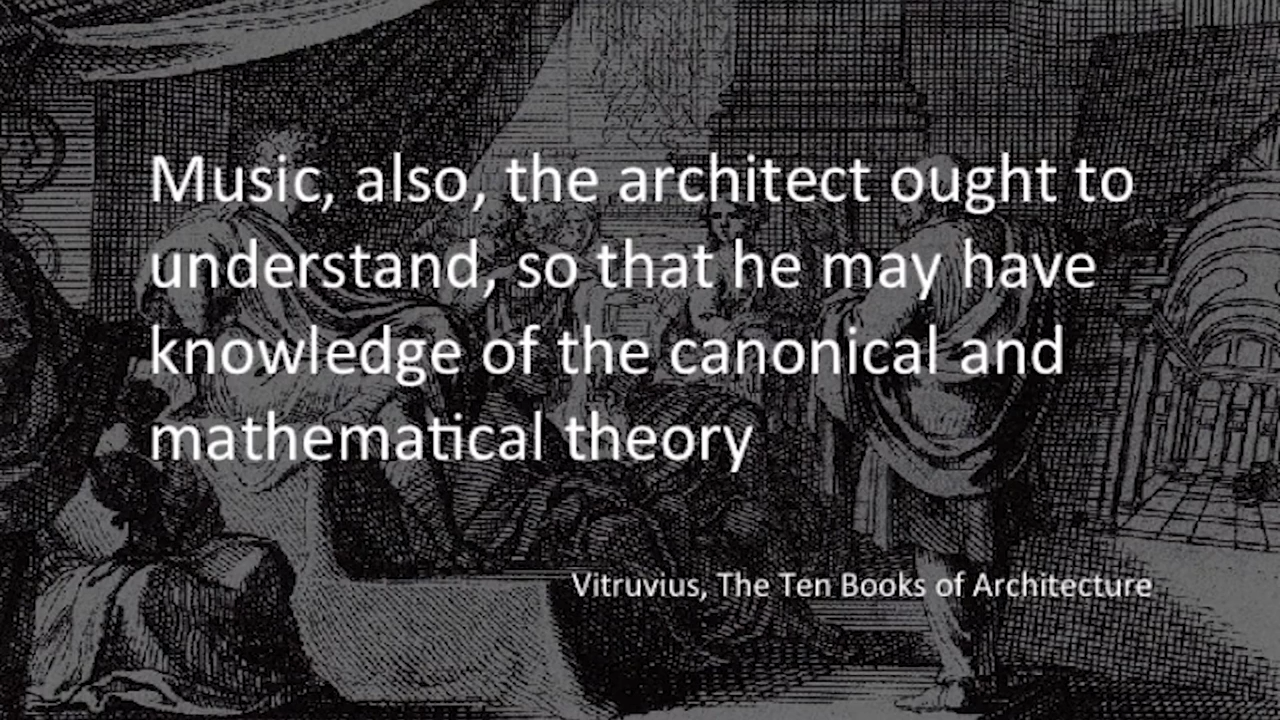 Music, also, the architect ought to
understand, so that he may have
knowledge of the canonical and
mathematical theory
Vitruvius, The Ten Books of Architecture